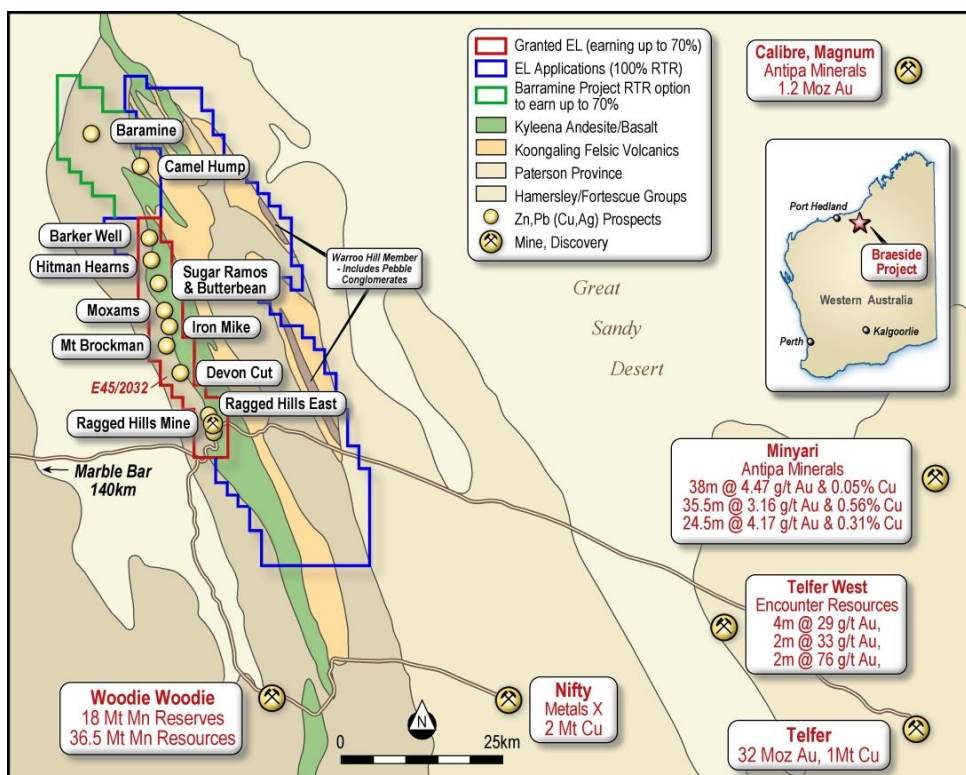 Granted EL (earning up to 70%)
EL Applications (100% RTR)
Barramine Project RTR option
to earn up to 70%
Kyleena Andesite/Basalt
Koongaling Felsic Volcanics
Paterson Province
Hamersley/Fortescue Groups
Zn,Pb (Cu,Ag) Prospects
Mine, Discovery
Calibre, Magnum
Antipa Minerals
1.2 Moz Au
Baramine
Camel Hump
Barker Well
Hitman Hearns
Sugar Ramos
& Butterbean
Moxams
Iron Mike
Mt Brockman
Devon Cut
E45/2032
Ragged Hills East
Ragged Hills Mine
Warroo Hill Member
- Includes Pebble
Conglomerates
Great
Sandy
Desert
Port Hedland
Braeside
Project
Western Australia
Kalgoorlie
Perth
Marble Bar
140km
Minyari
Antipa Minerals
38m @ 4.47 g/t Au & 0.05% Cu
35.5m @ 3.16 g/t Au & 0.56% Cu
24.5m @ 4.17 g/t Au & 0.31% Cu
Telfer West
Encounter Resources
4m @ 29 g/t Au,
2m @ 33 g/t Au,
2m @ 76 g/t Au,
Woodie Woodie
18 Mt Mn Reserves
36.5 Mt Mn Resources
Nifty
Metals X
2 Mt Cu
Telfer
32 Moz Au, 1Mt Cu
N
0 25km